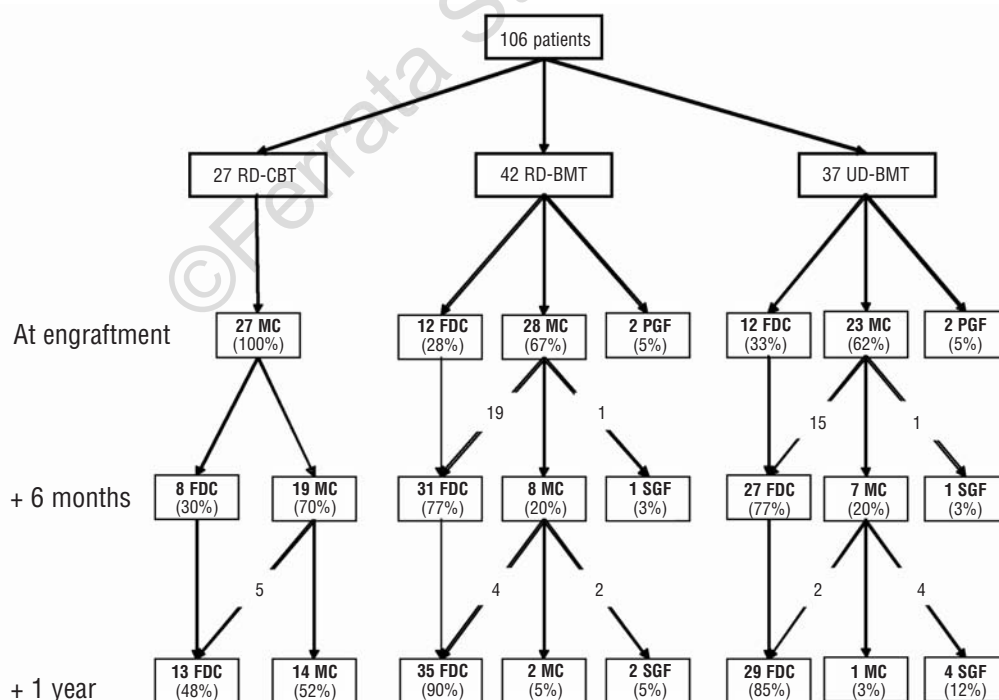 106 patients
27 RD-CBT
42 RD-BMT
37 UD-BMT
At engraftment
27 MC
(100%)
12 FDC
(28%)
28 MC
(67%)
2 PGF
(5%)
12 FDC
(33%)
23 MC
(62%)
2 PGF
(5%)
19
1
15
1
+ 6 months
8 FDC
(30%)
19 MC
(70%)
31 FDC
(77%)
8 MC
(20%)
1 SGF
(3%)
27 FDC
(77%)
7 MC
(20%)
1 SGF
(3%)
5
4
2
2
4
+ 1 year
13 FDC
(48%)
14 MC
(52%)
35 FDC
(90%)
2 MC
(5%)
2 SGF
(5%)
29 FDC
(85%)
1 MC
(3%)
4 SGF
(12%)
©Ferrata